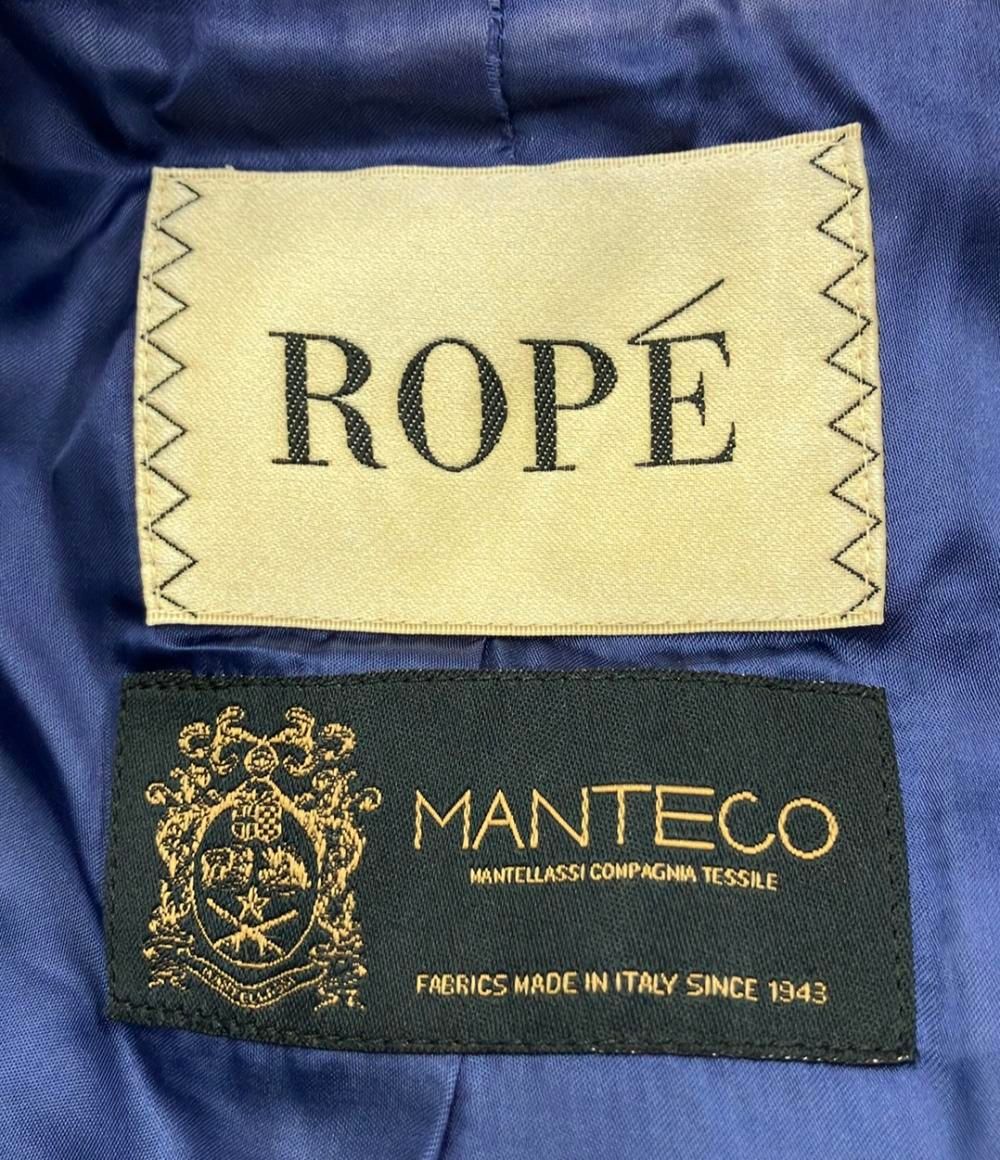 ROPÉ
MANTECO
MANTELLASSI COMPAGNIA TESSILE
FABRICS MADE IN ITALY SINCE 1943